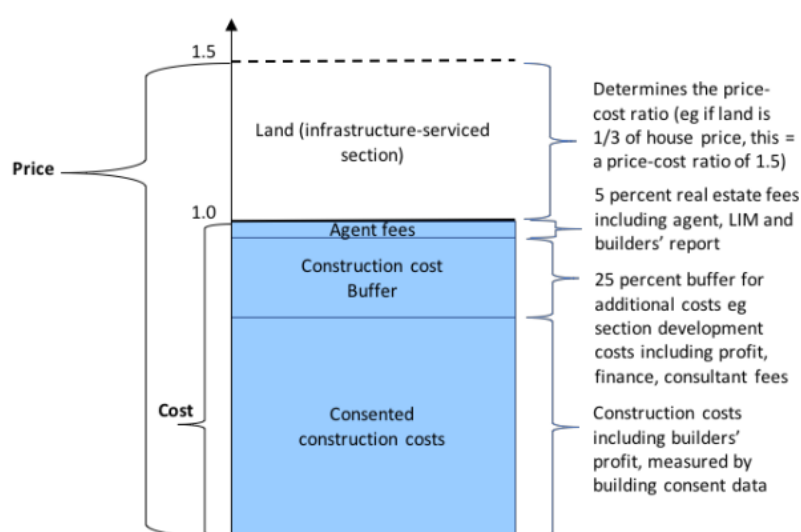 1.5
Land (infrastructure-serviced
section)
Price
1.0
Agent fees
Construction cost
Buffer
Cost
Consented
construction costs
Determines the price-
cost ratio (eg if land is
1/3 of house price, this =
a price-cost ratio of 1.5)
5 percent real estate fees
including agent, LIM and
builders' report
25 percent buffer for
additional costs eg
section development
costs including profit,
finance, consultant fees
Construction costs
including builders'
profit, measured by
building consent data